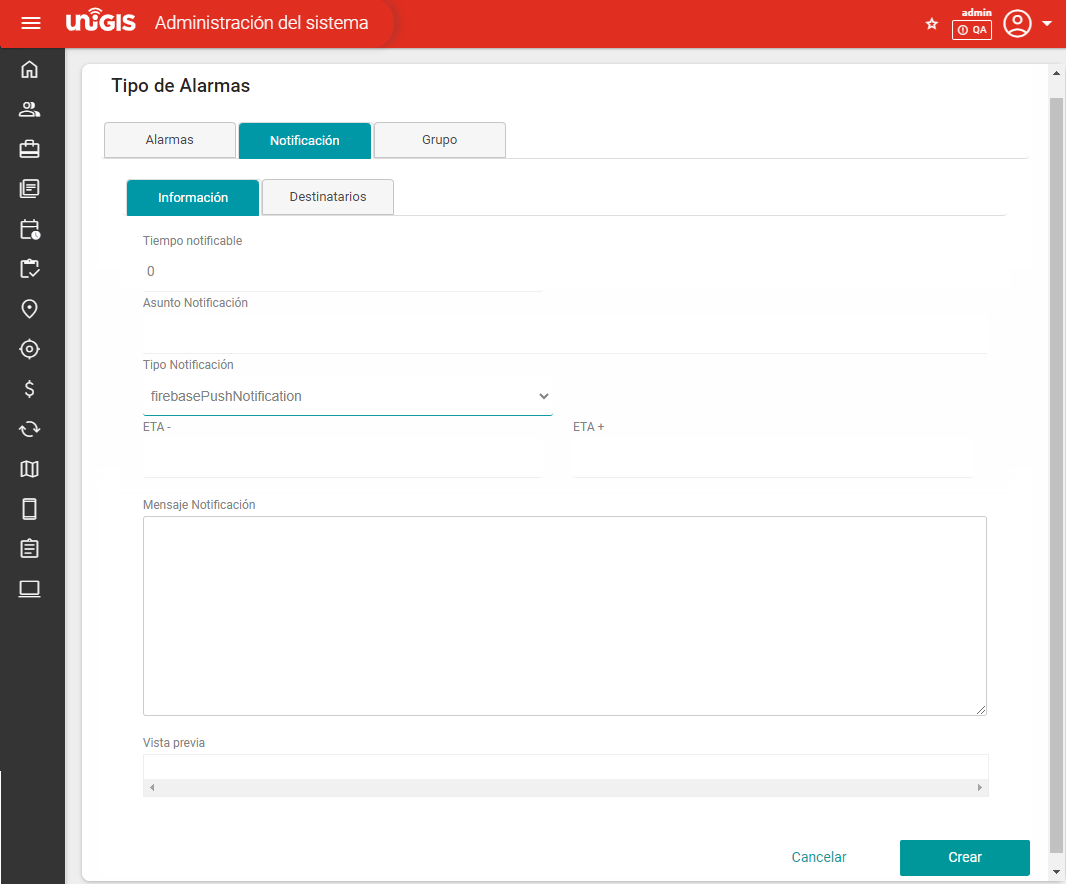 UNIGIS Administración del sistema
admin
QA
Tipo de Alarmas
Alarmas Notificación Grupo
Información Destinatarios
Tiempo notificable
0
Asunto Notificación
Tipo Notificación
firebasePushNotification
ETA - ETA +
Mensaje Notificación
Vista previa
Cancelar Crear